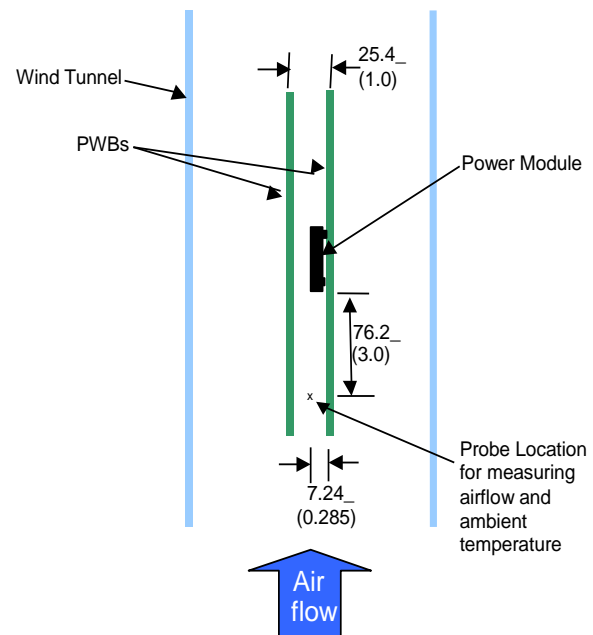 25.4_
(1.0)
Wind Tunnel
PWBs
Power Module
76.2_
(3.0)
x
Probe Location
for measuring
airflow and
ambient
temperature
7.24_
(0.285)
Air
flow